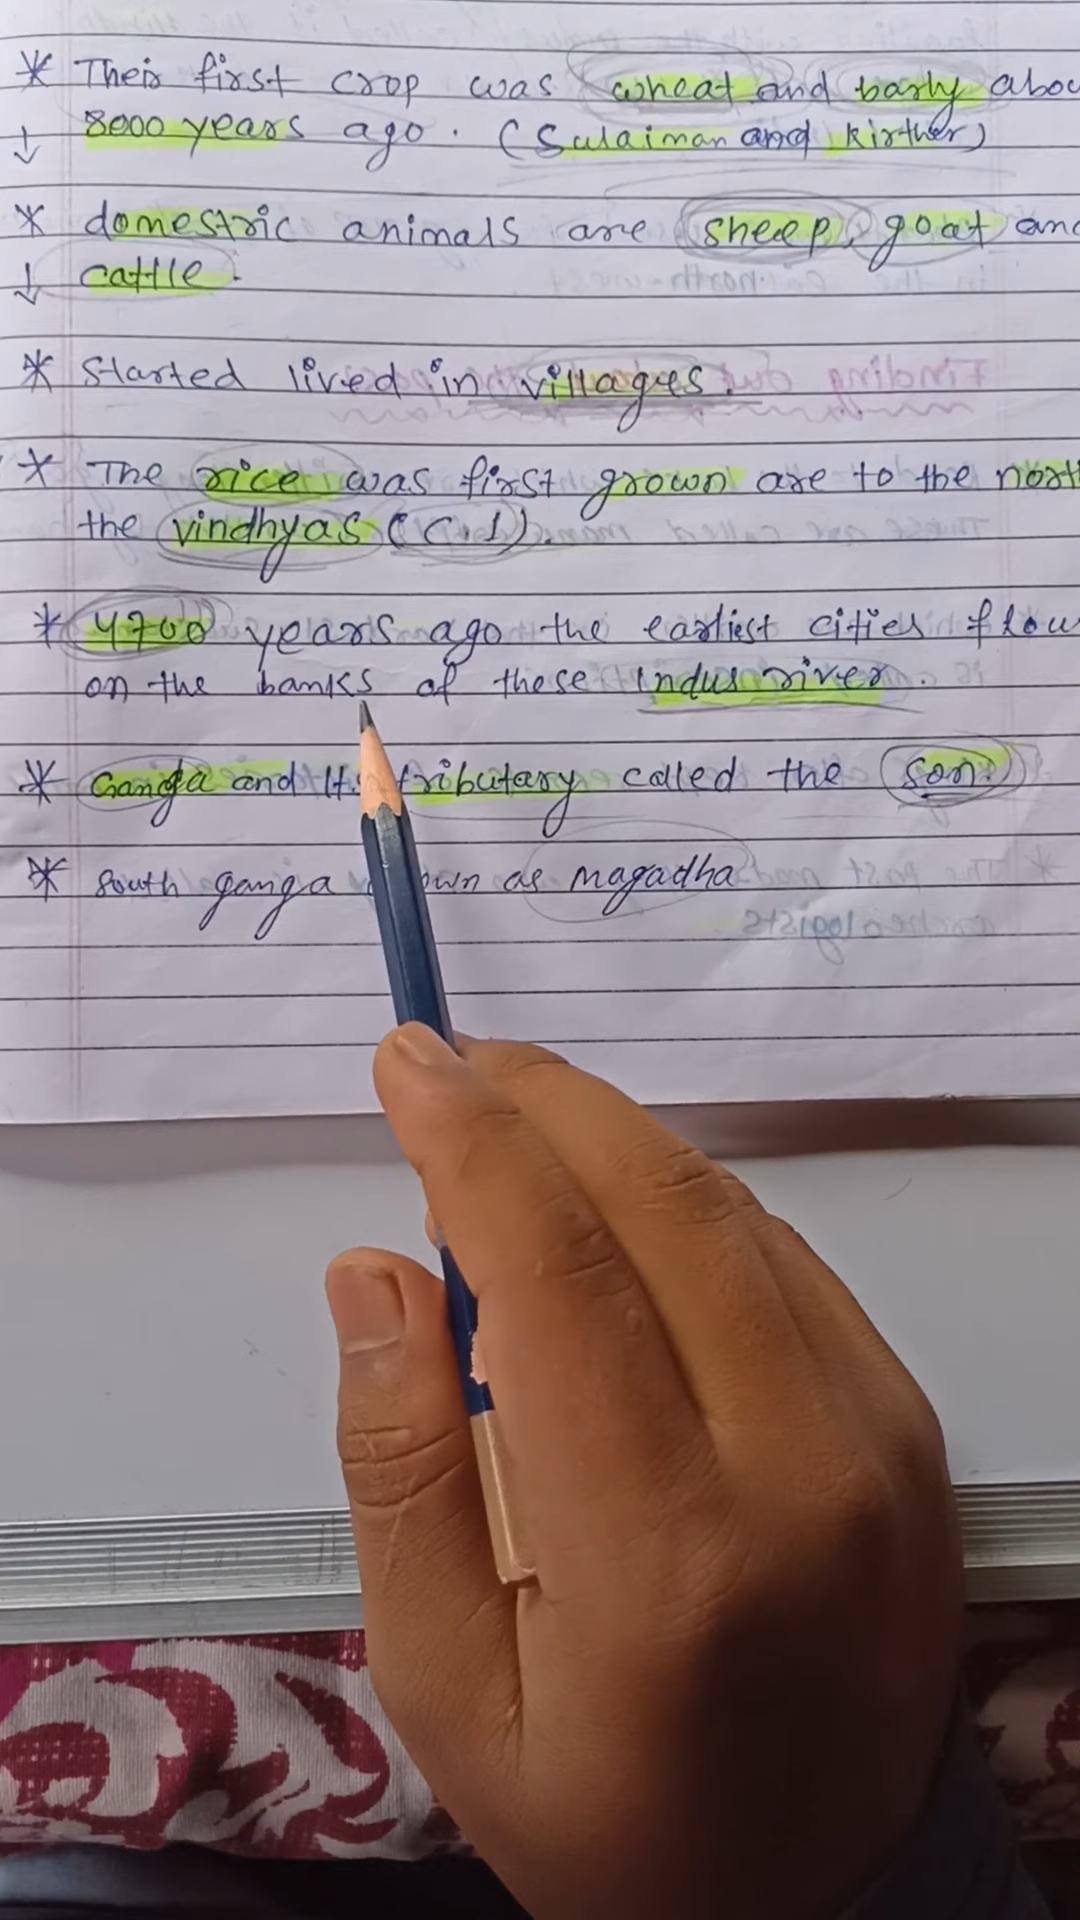 * Their first crop was wheat and barly abou
↓ 8000 years ago. (Sulaiman and kirther)
* domestric animals are sheep, goat and
↓ cattle.
* Started lived in villages.
* The rice was first grown are to the nort
the vindhyas (C.I).
* 4700 years ago the earliest cities flou
on the banks of these indus river.
* Ganga and its tributary called the son.
* south ganga own as magadha